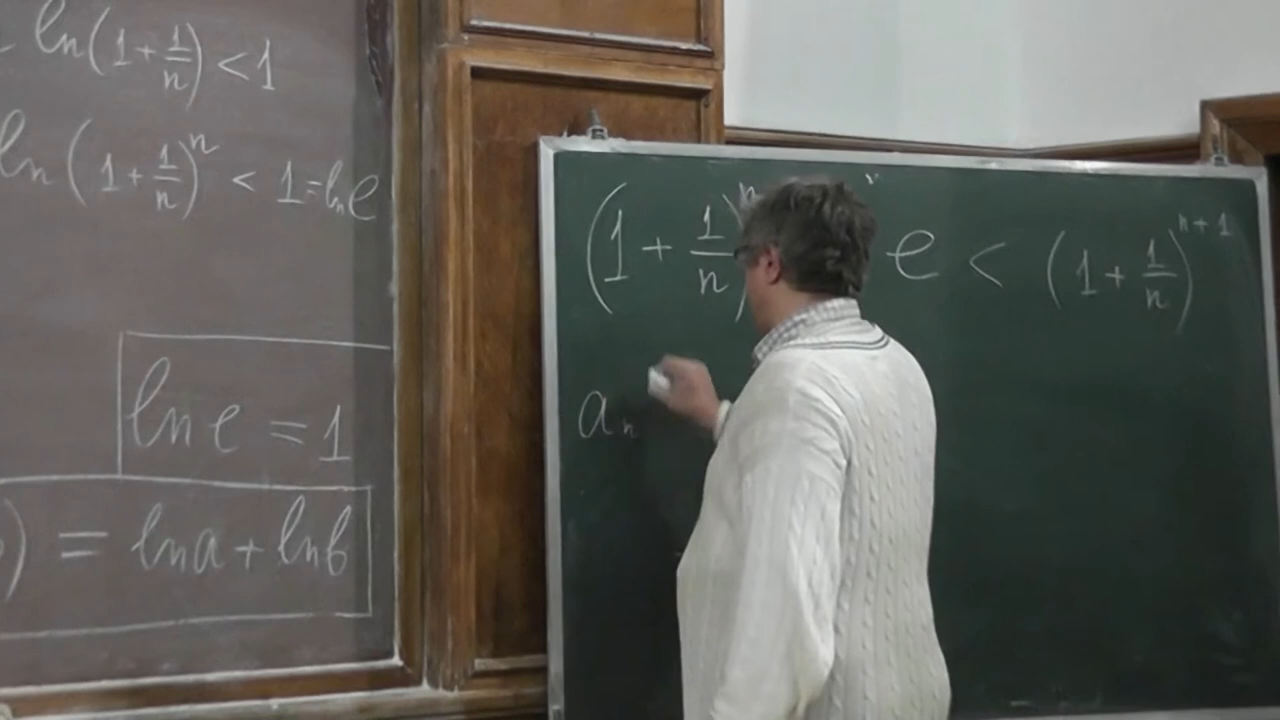 ln(1+1/n) < 1
ln(1+1/n)^n < 1 = ln e
ln e = 1
) = ln a + ln b
(1 + 1/n)^n e < (1 + 1/n)^{n+1}
a_n